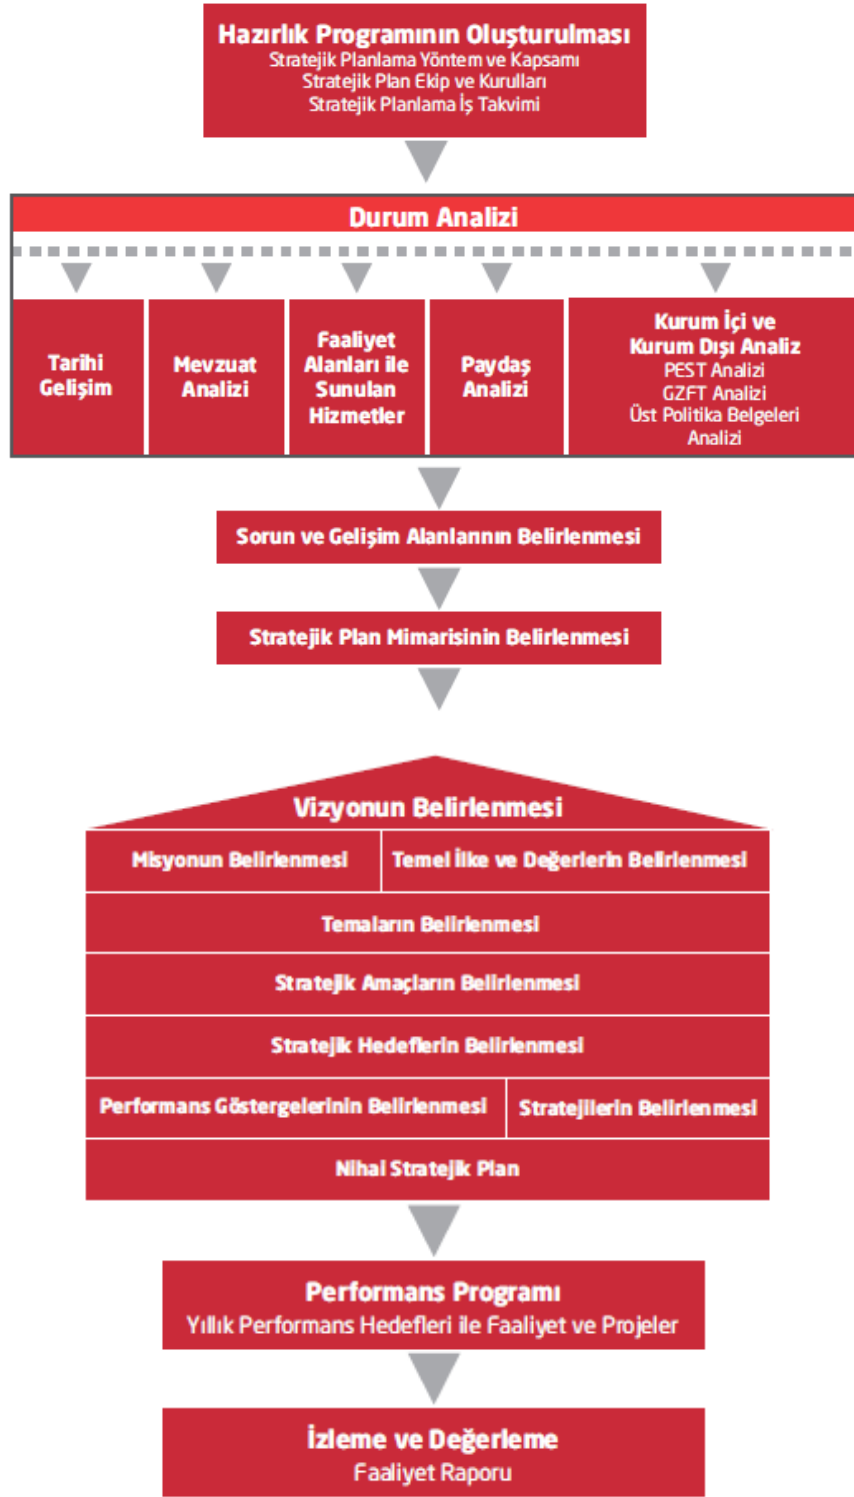 Hazırlık Programının Oluşturulması
Stratejik Planlama Yöntem ve Kapsamı
Stratejik Plan Ekip ve Kurulları
Stratejik Planlama İş Takvimi
Durum Analizi
Tarihi
Gelişim
Mevzuat
Analizi
Faaliyet
Alanları ile
Sunulan
Hizmetler
Paydaş
Analizi
Kurum İçi ve
Kurum Dışı Analiz
PEST Analizi
GZFT Analizi
Üst Politika Belgeleri
Analizi
Sorun ve Gelişim Alanlarının Belirlenmesi
Stratejik Plan Mimarisinin Belirlenmesi
Vizyonun Belirlenmesi
Misyonun Belirlenmesi
Temel İlke ve Değerlerin Belirlenmesi
Temaların Belirlenmesi
Stratejik Amaçların Belirlenmesi
Stratejik Hedeflerin Belirlenmesi
Performans Göstergelerinin Belirlenmesi
Stratejilerin Belirlenmesi
Nihai Stratejik Plan
Performans Programı
Yıllık Performans Hedefleri ile Faaliyet ve Projeler
İzleme ve Değerleme
Faaliyet Raporu